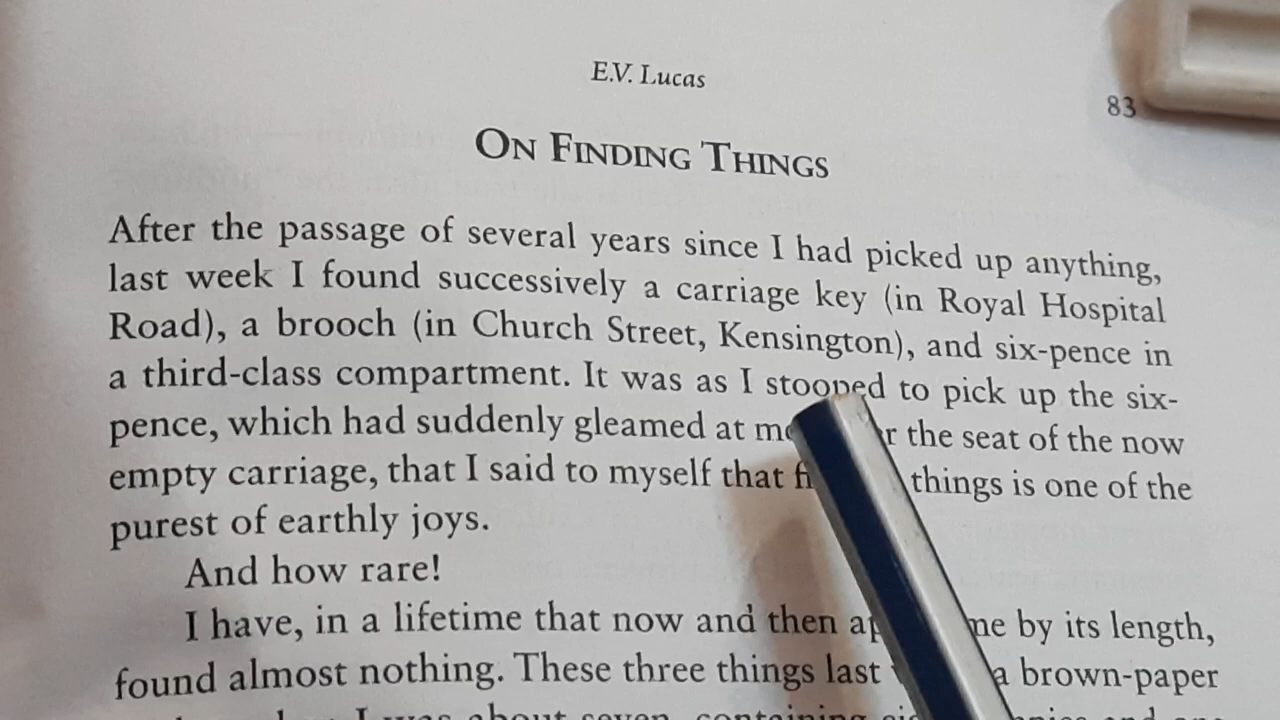 E.V. Lucas
83
ON FINDING THINGS
After the passage of several years since I had picked up anything,
last week I found successively a carriage key (in Royal Hospital
Road), a brooch (in Church Street, Kensington), and six-pence in
a third-class compartment. It was as I stooped to pick up the six-
pence, which had suddenly gleamed at me the seat of the now
empty carriage, that I said to myself that things is one of the
purest of earthly joys.
And how rare!
I have, in a lifetime that now and then me by its length,
found almost nothing. These three things last a brown-paper
I was about seven, containing